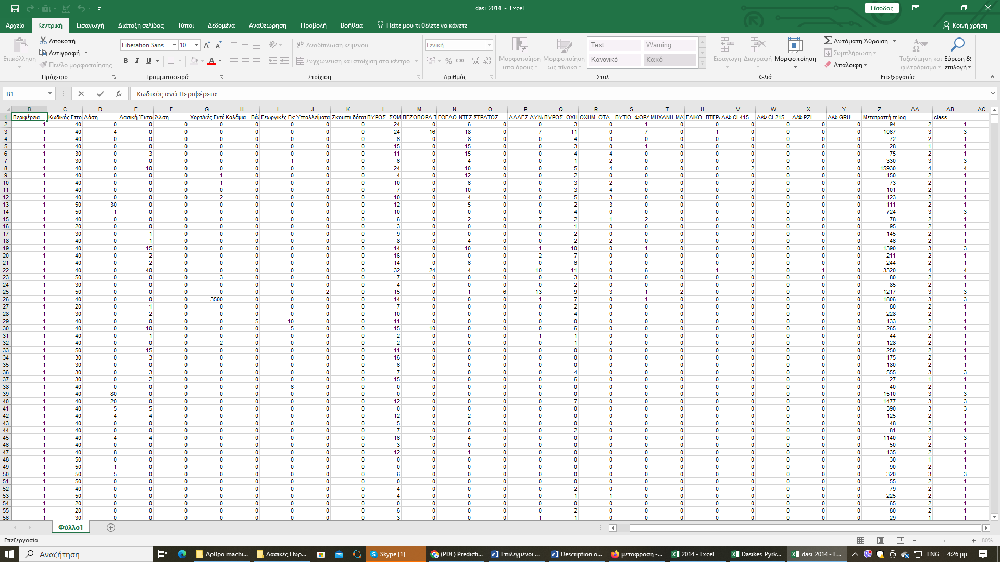 dasi_2014 - Excel
Είσοδος
Αρχείο Κεντρική Εισαγωγή Διάταξη σελίδας Τύποι Δεδομένα Αναθεώρηση Προβολή Βοήθεια Πείτε μου τι θέλετε να κάνετε Κοινή χρήση
Επικόλληση Αποκοπή Αντιγραφή Πινέλο μορφοποίησης Πρόχειρο
Liberation Sans 10 Γραμματοσειρά
Αναδίπλωση κειμένου Συγχώνευση και στοίχιση στο κέντρο Στοίχιση
Γενική Αριθμός
Μορφοποίηση υπό όρους Μορφοποίηση ως πίνακα Text Warning Κανονικό Κακό Στυλ
Εισαγωγή Διαγραφή Μορφοποίηση Κελιά
Αυτόματη Άθροιση Συμπλήρωση Απαλοιφή Ταξινόμηση και φιλτράρισμα Εύρεση & επιλογή Επεξεργασία
B1 Κωδικός ανά Περιφέρεια
B C D E F G H I J K L M N O P Q R S T U V W X Y Z AA AB AC
1 Περιφέρεια Κωδικός Εποχ Δάση Δασική Έκτασ Άλση Χορτ/κές Εκτά Καλάμια - Βάλ Γεωργικές Εκτ Υπολλείματα Σκουπι-δότοπ ΠΥΡΟΣ. ΣΩΜ ΠΕΖΟΠΟΡΑ Τ ΕΘΕΛΟ-ΝΤΕΣ ΣΤΡΑΤΟΣ ΑΛΛΕΣ ΔΥΝΑ ΠΥΡΟΣ. ΟΧΗ ΟΧΗΜ. ΟΤΑ ΒΥΤΙΟ- ΦΟΡΑ ΜΗΧΑΝΗ-ΜΑ ΕΛΙΚΟ- ΠΤΕΡ Α/Φ CL415 Α/Φ CL215 Α/Φ PZL Α/Φ GRU. Μετατροπή τη log class
2 1 40 0 0 0 0 0 0 0 0 24 0 6 0 0 3 0 1 0 0 0 0 0 0 94 2 1
3 1 40 4 0 0 0 0 0 0 0 24 16 18 0 7 11 0 7 0 1 0 0 0 0 1067 3 3
4 1 40 0 0 0 0 0 0 0 0 6 0 8 0 0 4 0 0 0 0 0 0 0 0 72 2 1
5 1 40 0 0 0 0 0 0 0 0 15 0 15 0 0 3 0 1 0 0 0 0 0 0 28 1 1
6 1 30 0 3 0 0 0 0 0 0 11 0 15 0 0 4 4 0 0 0 0 0 0 0 75 2 1
7 1 30 0 0 0 0 0 1 0 0 6 0 4 0 0 1 2 0 0 0 0 0 0 0 330 3 3
8 1 40 0 10 0 0 0 0 0 0 24 0 10 0 0 5 4 0 0 0 2 0 0 0 15930 4 4
9 1 40 0 0 0 1 0 0 0 0 4 0 12 0 0 2 0 0 0 0 0 0 0 0 150 2 1
10 1 40 0 0 0 1 0 0 0 0 10 0 6 0 0 3 2 0 0 0 0 0 0 0 73 2 1
11 1 40 0 0 0 0 0 0 0 0 7 0 10 0 0 3 4 0 0 0 0 0 0 0 101 2 1
12 1 40 0 0 0 2 0 0 0 0 10 0 4 0 0 5 3 0 0 0 0 0 0 0 123 2 1
13 1 50 30 0 0 0 0 0 0 0 12 0 5 0 0 2 3 0 0 0 0 0 0 0 111 2 1
14 1 50 1 0 0 0 0 0 0 0 10 0 0 0 0 4 0 0 0 0 0 0 0 0 724 3 3
15 1 40 0 0 0 0 0 0 0 0 6 0 2 0 7 2 1 2 0 0 0 0 0 0 78 2 1
16 1 20 0 0 0 0 0 0 0 0 3 0 0 0 0 1 0 0 0 0 0 0 0 0 95 2 1
17 1 30 0 1 0 0 0 0 0 0 9 0 0 0 0 2 0 0 0 0 0 0 0 0 145 2 1
18 1 40 0 1 0 0 0 0 0 0 8 0 4 0 0 2 2 0 0 0 0 0 0 0 46 2 1
19 1 40 0 15 0 0 0 0 0 0 14 0 10 0 1 10 0 1 0 0 0 0 0 0 1390 3 3
20 1 40 0 2 0 0 0 0 0 0 16 0 0 0 2 7 0 0 0 0 0 0 0 0 211 2 1
21 1 40 0 2 0 0 0 0 0 0 14 0 6 0 0 6 0 0 0 0 0 0 0 0 244 2 1
22 1 40 0 40 0 0 0 0 0 0 32 24 4 0 10 11 0 6 0 1 2 0 1 0 3320 4 4
23 1 50 0 0 0 3 0 0 0 0 7 0 0 0 0 3 0 0 0 0 0 0 0 0 80 2 1
24 1 30 0 0 0 0 0 0 0 0 4 0 0 0 0 2 0 0 0 0 0 0 0 0 85 2 1
25 1 50 0 0 0 0 0 0 2 0 15 0 1 6 13 9 3 1 2 0 0 0 0 0 1217 3 3
26 1 40 0 0 0 3500 0 0 0 0 14 0 0 0 1 7 0 1 0 0 0 0 0 0 1806 3 3
27 1 20 0 1 0 0 0 0 0 0 7 0 0 0 0 2 0 0 0 0 0 0 0 0 80 2 1
28 1 30 0 2 0 0 0 0 0 0 10 0 0 0 0 4 0 0 0 0 0 0 0 0 228 2 1
29 1 40 0 0 0 0 5 10 0 0 11 0 0 0 0 0 0 0 0 0 0 0 0 0 133 2 1
30 1 40 0 10 0 0 0 5 0 0 15 10 0 0 0 6 0 0 0 0 0 0 0 0 265 2 1
31 1 40 0 1 0 0 0 0 0 0 2 0 0 0 1 1 0 0 0 0 0 0 0 0 44 2 1
32 1 40 0 0 0 2 0 0 0 0 2 0 0 0 0 1 0 0 0 0 0 0 0 0 128 2 1
33 1 50 0 15 0 0 0 0 0 0 11 0 0 0 0 0 0 0 0 0 0 0 0 0 250 2 1
34 1 30 0 3 0 0 0 0 0 0 16 0 0 0 0 0 0 0 0 0 0 0 0 0 175 2 1
35 1 30 0 0 0 0 0 0 0 0 6 0 0 0 0 0 0 0 0 0 0 0 0 0 180 2 1
36 1 30 0 3 0 0 0 0 0 0 7 0 0 0 0 4 0 0 0 0 0 0 0 0 555 3 3
37 1 30 0 2 0 0 0 0 0 0 15 0 0 0 0 6 0 0 0 0 0 0 0 0 27 1 1
38 1 40 0 0 0 0 0 6 0 0 0 0 0 0 0 0 0 0 0 0 0 0 0 0 40 2 1
39 1 40 80 0 0 0 0 0 0 0 0 0 0 0 0 0 0 0 0 0 0 0 0 0 1510 3 3
40 1 40 20 0 0 0 0 0 0 0 12 0 0 0 0 7 0 0 0 0 0 0 0 0 1477 3 3
41 1 40 5 5 0 0 0 0 0 0 0 0 0 0 0 0 0 0 0 0 0 0 0 0 390 3 3
42 1 40 4 4 0 0 0 0 0 0 12 0 2 0 0 0 0 0 0 0 0 0 0 0 125 2 1
43 1 40 0 0 0 0 0 0 0 0 5 0 0 0 0 0 0 0 0 0 0 0 0 0 48 2 1
44 1 40 0 0 0 0 0 0 0 0 7 0 0 0 0 2 0 0 0 0 0 0 0 0 81 2 1
45 1 40 4 4 0 0 0 0 0 0 16 10 4 0 0 0 0 0 0 0 0 0 0 0 1140 3 3
46 1 40 0 0 0 0 0 0 0 0 3 0 0 0 0 0 0 0 0 0 0 0 0 0 50 2 1
47 1 40 8 0 0 0 0 0 0 0 12 0 1 0 0 0 0 0 0 0 0 0 0 0 135 2 1
48 1 50 0 0 0 0 0 0 0 0 0 0 0 0 0 0 0 0 0 0 0 0 0 0 30 1 1
49 1 50 1 0 0 0 0 0 0 0 0 0 0 0 0 0 0 0 0 0 0 0 0 0 90 2 1
50 1 50 5 0 0 0 0 0 0 0 6 0 0 0 0 0 0 0 0 0 0 0 0 0 320 3 3
51 1 50 0 0 0 0 0 0 0 0 0 0 0 0 0 0 0 0 0 0 0 0 0 0 55 2 1
52 1 40 0 0 0 0 0 0 0 0 4 0 0 0 0 2 0 0 0 0 0 0 0 0 79 2 1
53 1 50 0 0 0 0 0 0 0 0 4 0 0 0 0 1 1 0 0 0 0 0 0 0 225 2 1
54 1 20 0 0 0 0 0 0 0 0 0 0 0 0 0 0 0 0 0 0 0 0 0 0 65 2 1
55 1 20 0 0 0 0 0 0 0 0 6 0 0 0 0 2 0 0 0 0 0 0 0 0 80 2 1
56 1 30 0 0 0 0 0 0 0 0 3 0 0 0 1 1 0 0 0 0 0 0 0 0 29 1 1
Φύλλο1
Επεξεργασία 80%
Αναζήτηση Αρθρο machi... Δασικές Πυρ... Skype [1] (PDF) Predicti... Επιλεγμένοι ... Description o... μεταφραση -... 2014 - Excel Dasikes_Pyrk... dasi_2014 - E... ENG 4:26 μμ